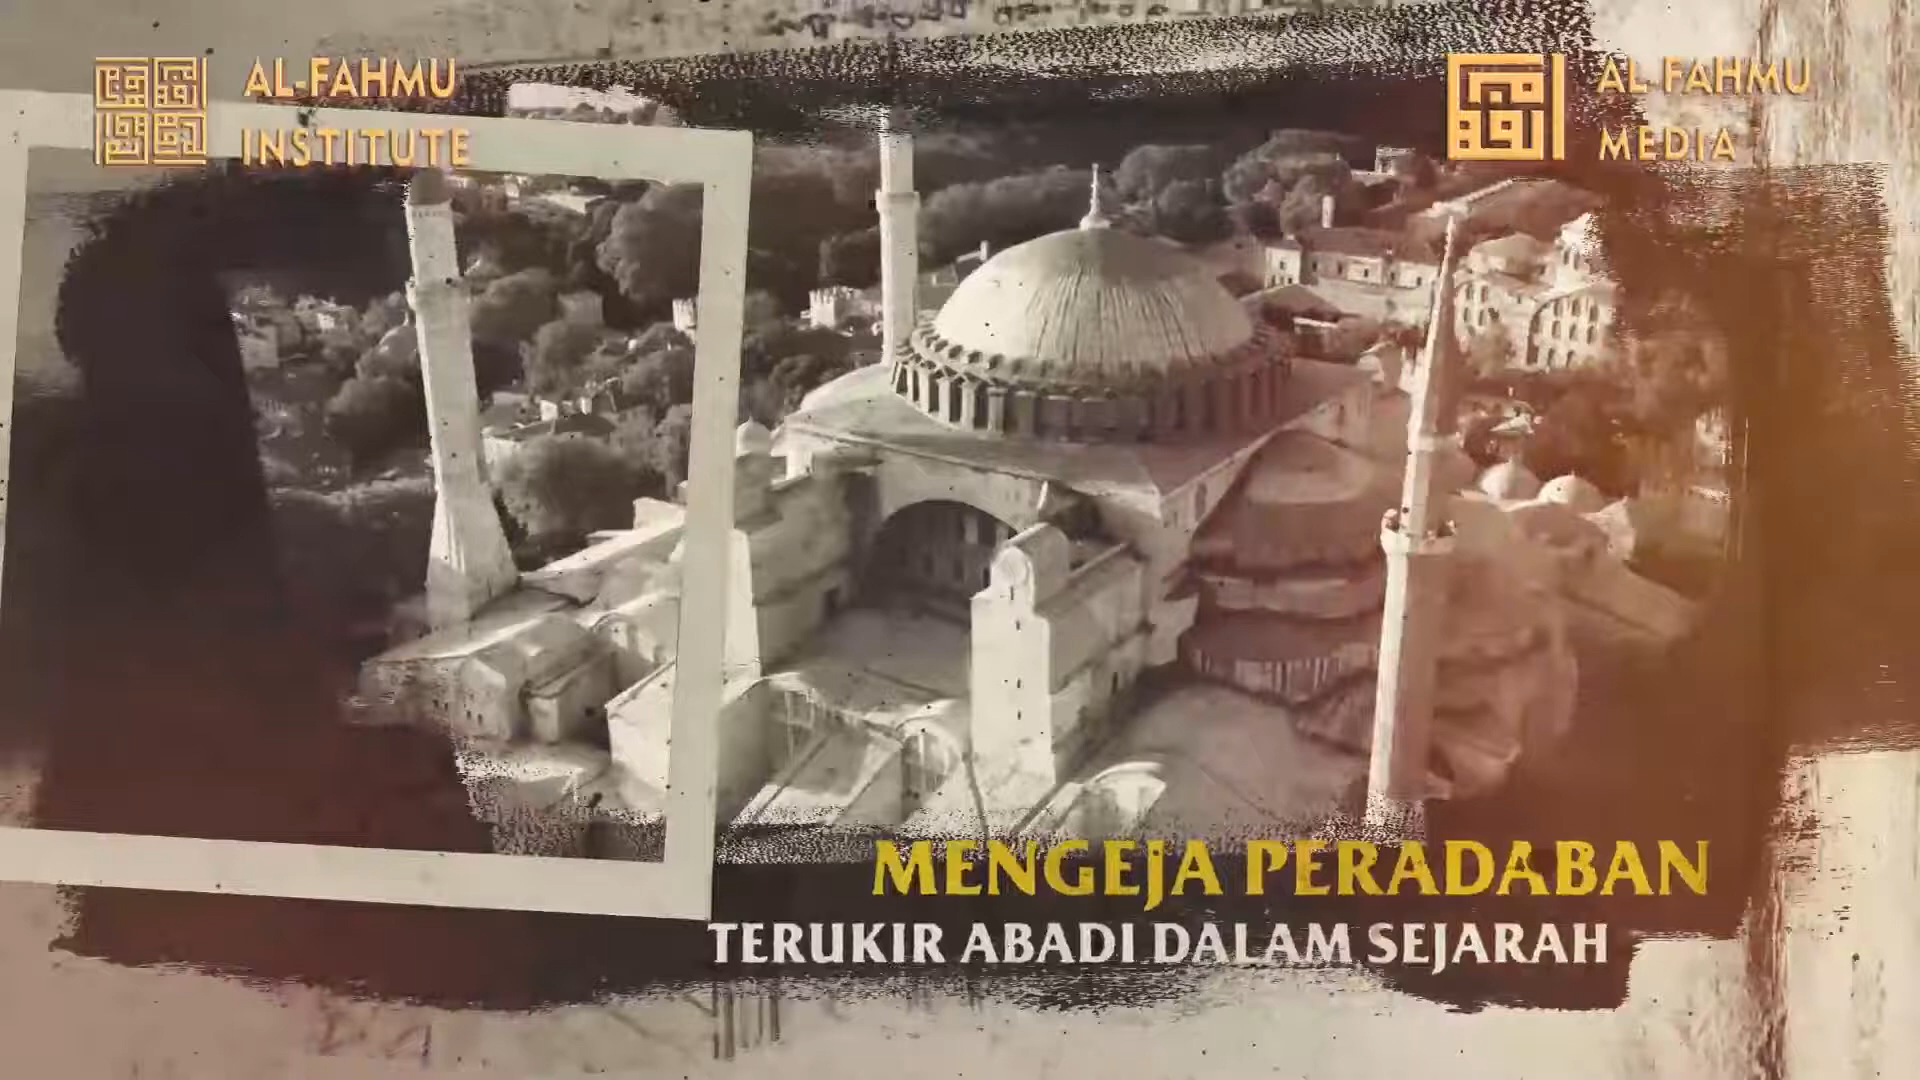 AL-FAHMU
INSTITUTE
AL-FAHMU
MEDIA
MENGEJA PERADABAN
TERUKIR ABADI DALAM SEJARAH